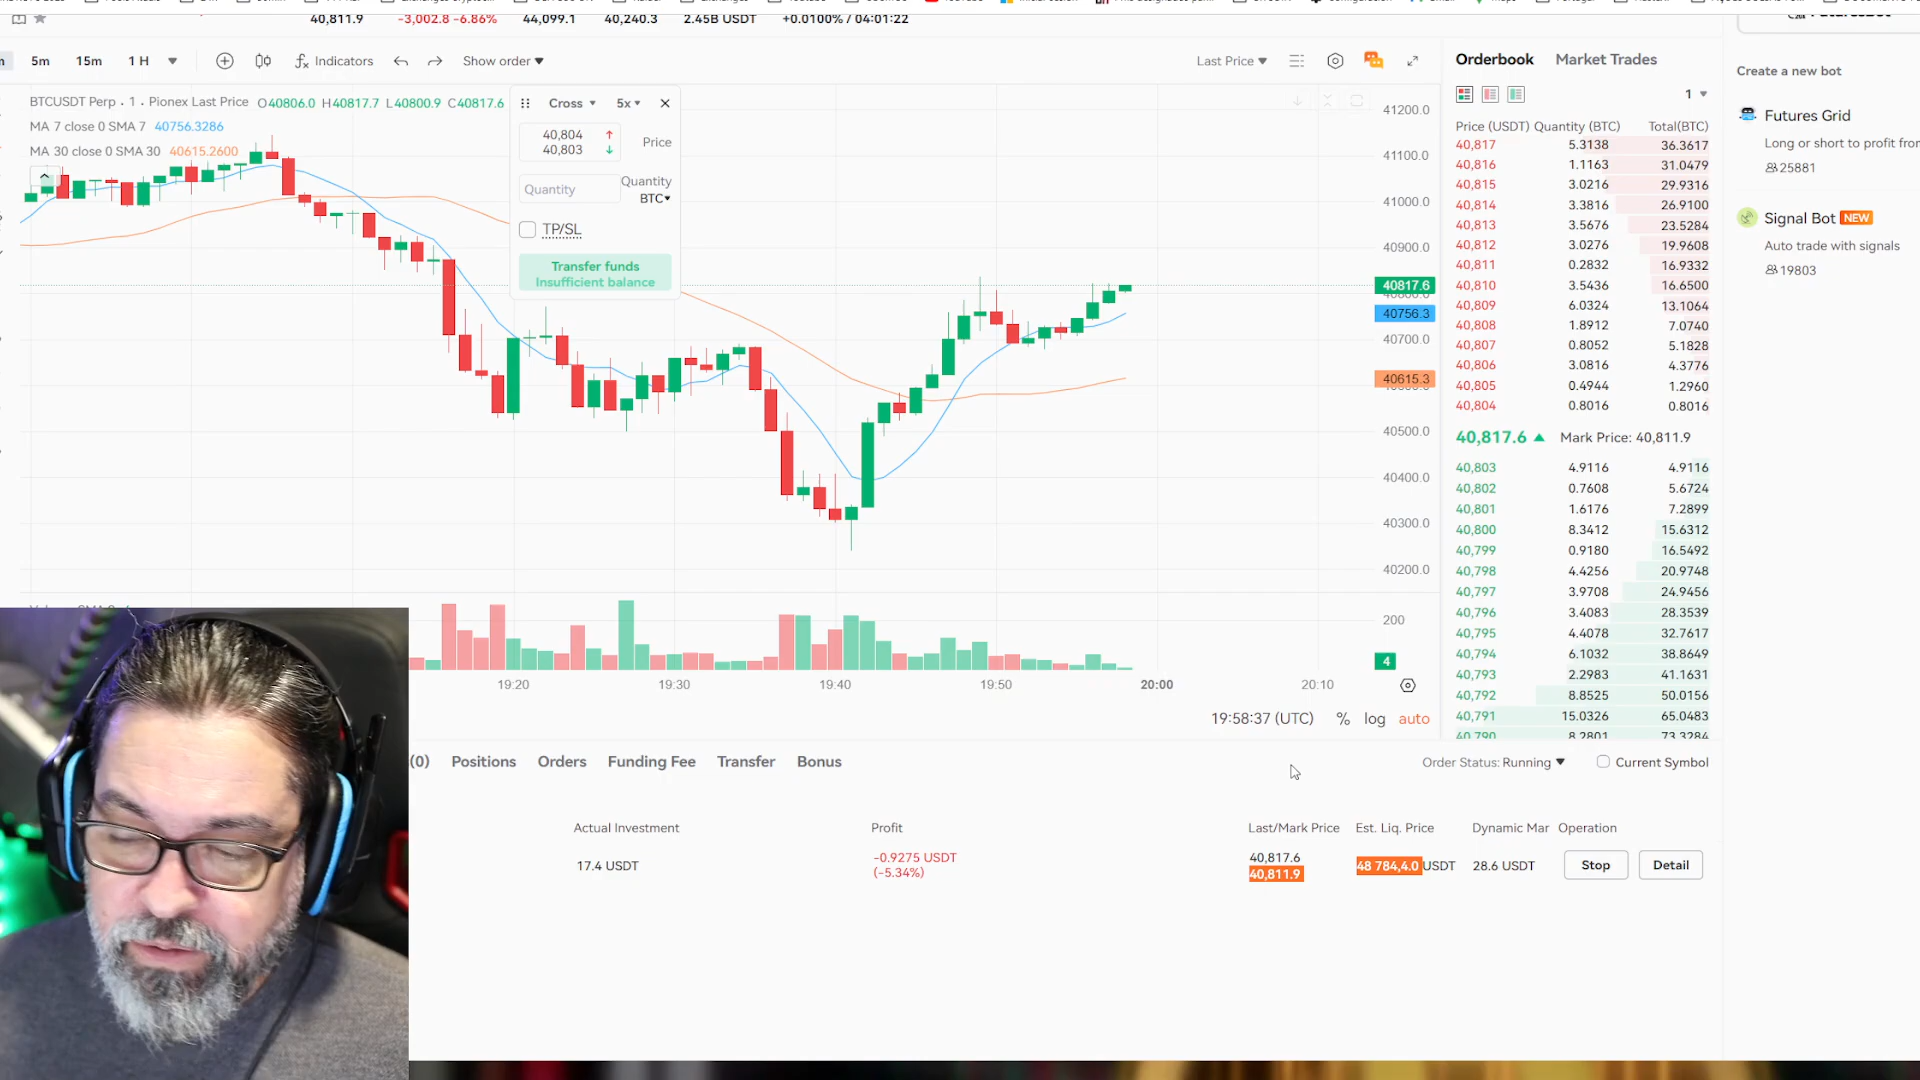 40,811.9 -3,002.8 -6.86% 44,099.1 40,240.3 2.45B USDT +0.0100% / 04:01:22
5m 15m 1 H Indicators Show order Last Price
BTCUSDT Perp . 1 . Pionex Last Price O40806.0 H40817.7 L40800.9 C40817.6
MA 7 close 0 SMA 7 40756.3286
MA 30 close 0 SMA 30 40615.2600
Cross 5x
40,804
40,803
Price
Quantity
Quantity
BTC
TP/SL
Transfer funds
Insufficient balance
41200.0
41100.0
41000.0
40900.0
40817.6
40756.3
40700.0
40615.3
40500.0
40400.0
40300.0
40200.0
200
4
19:20 19:30 19:40 19:50 20:00 20:10
19:58:37 (UTC) % log auto
Orderbook Market Trades
1
Price (USDT) Quantity (BTC) Total(BTC)
40,817 5.3138 36.3617
40,816 1.1163 31.0479
40,815 3.0216 29.9316
40,814 3.3816 26.9100
40,813 3.5676 23.5284
40,812 3.0276 19.9608
40,811 0.2832 16.9332
40,810 3.5436 16.6500
40,809 6.0324 13.1064
40,808 1.8912 7.0740
40,807 0.8052 5.1828
40,806 3.0816 4.3776
40,805 0.4944 1.2960
40,804 0.8016 0.8016
40,817.6 Mark Price: 40,811.9
40,803 4.9116 4.9116
40,802 0.7608 5.6724
40,801 1.6176 7.2899
40,800 8.3412 15.6312
40,799 0.9180 16.5492
40,798 4.4256 20.9748
40,797 3.9708 24.9456
40,796 3.4083 28.3539
40,795 4.4078 32.7617
40,794 6.1032 38.8649
40,793 2.2983 41.1631
40,792 8.8525 50.0156
40,791 15.0326 65.0483
40,790 8.2801 73.3284
Create a new bot
Futures Grid
Long or short to profit from
25881
Signal Bot NEW
Auto trade with signals
19803
(0) Positions Orders Funding Fee Transfer Bonus
Order Status: Running Current Symbol
Actual Investment Profit Last/Mark Price Est. Liq. Price Dynamic Mar Operation
17.4 USDT
-0.9275 USDT
(-5.34%)
40,817.6
40,811.9
48 784,4.0 USDT 28.6 USDT Stop Detail